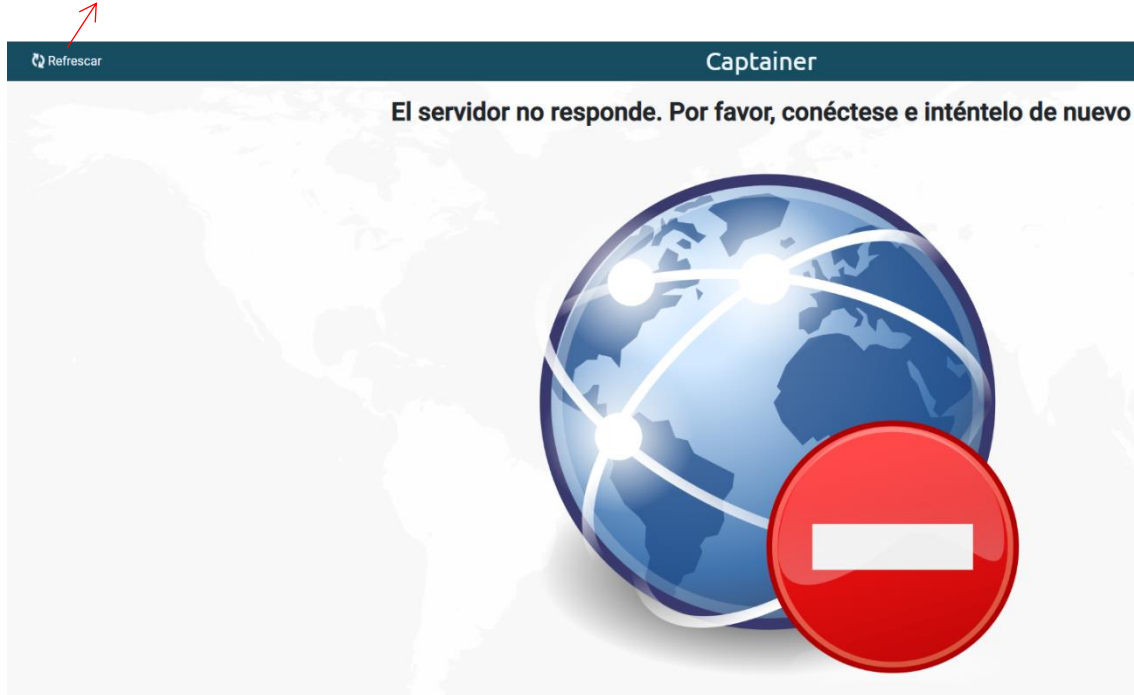 Refrescar
Captainer
El servidor no responde. Por favor, conéctese e inténtelo de nuevo